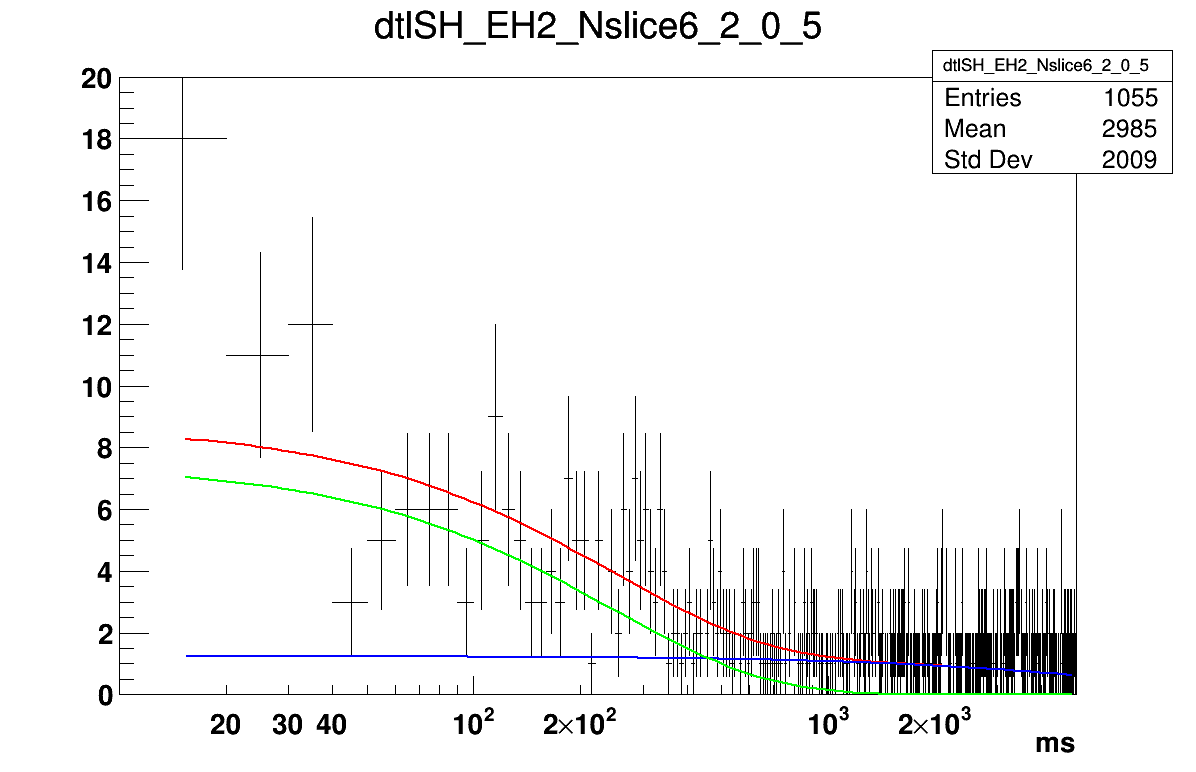 dtlSH_EH2_Nslice6_2_0_5
dtlSH_EH2_Nslice6_2_0_5
Entries 1055
Mean 2985
Std Dev 2009
20
18
16
14
12
10
8
6
4
2
0
20 30 40 10² 2×10² 10³ 2×10³
ms